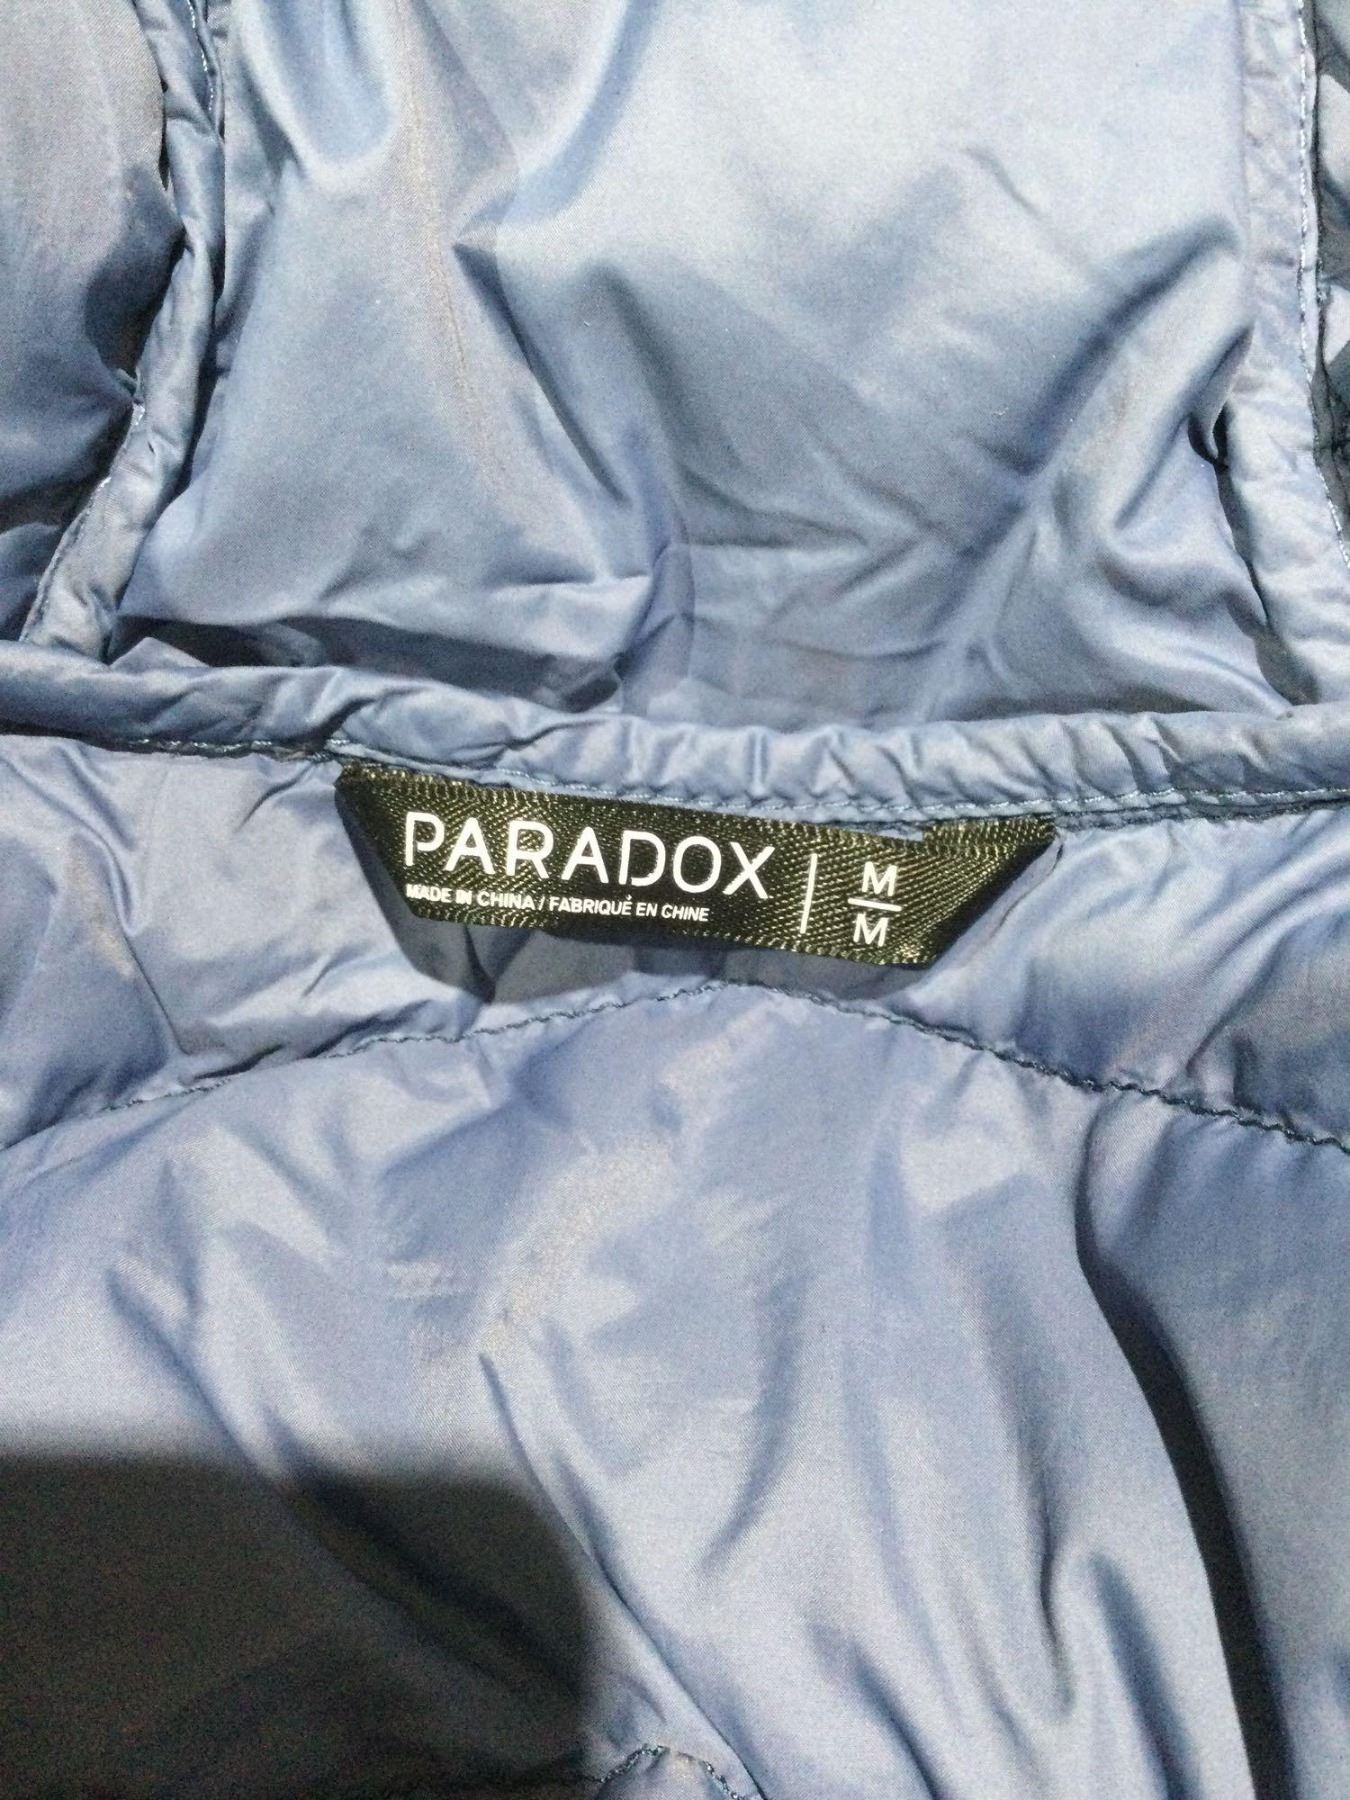 PARADOX
MADE IN CHINA / FABRIQUÉ EN CHINE
M
M